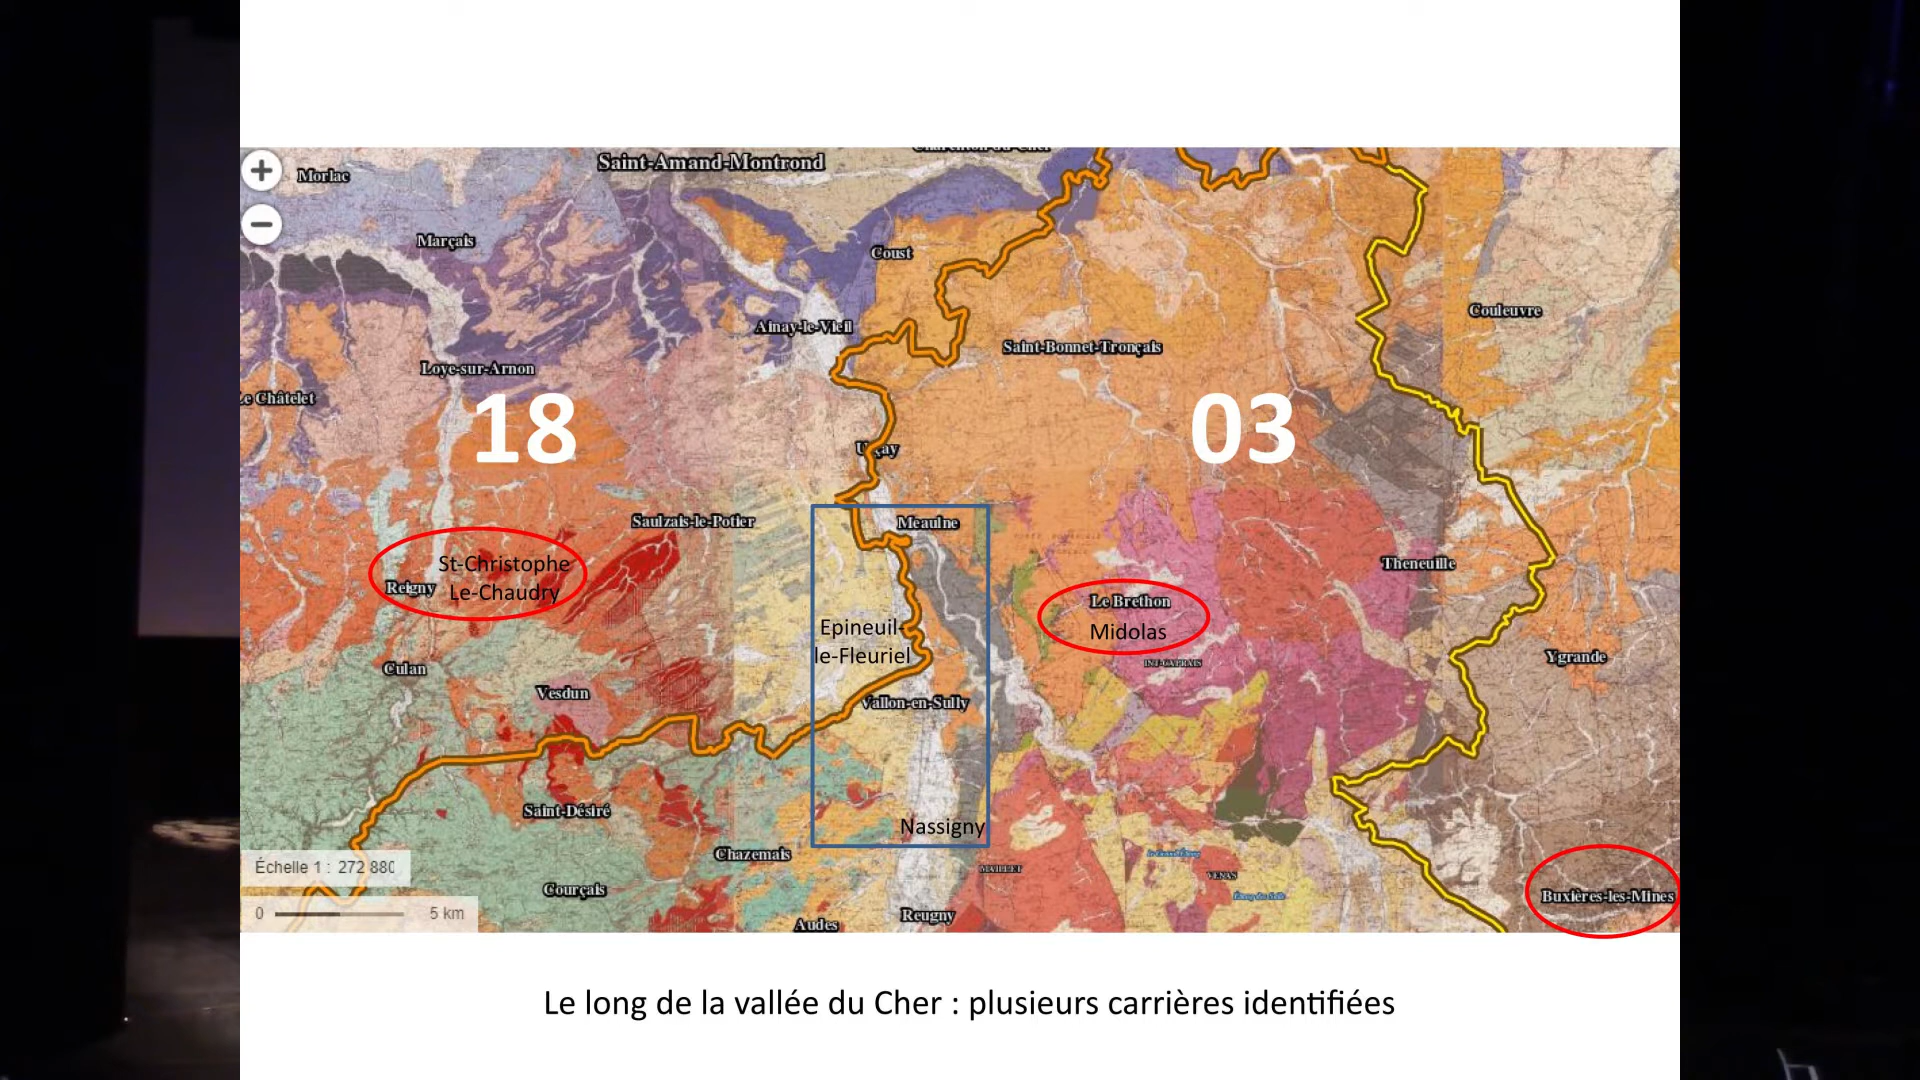 Saint-Amand-Montrond
+
Morlac
−
Marçais
Coust
Couleuvre
Ainay-le-Vieil
Saint-Bonnet-Tronçais
Loye-sur-Arnon
Le Châtelet
18
03
Saulzais-le-Potier
Meaulne
St-Christophe
Le-Chaudry
Reigny
Theneuille
Le Brethon
Midolas
Epineuil-
le-Fleuriel
Ygrande
Culan
Vesdun
Vallon-en-Sully
Saint-Désiré
Nassigny
Chazemais
Échelle 1 : 272 880
MAILLET
VENAS
Courçais
Buxières-les-Mines
0 5 km
Audes
Reugny
Le long de la vallée du Cher : plusieurs carrières identifiées